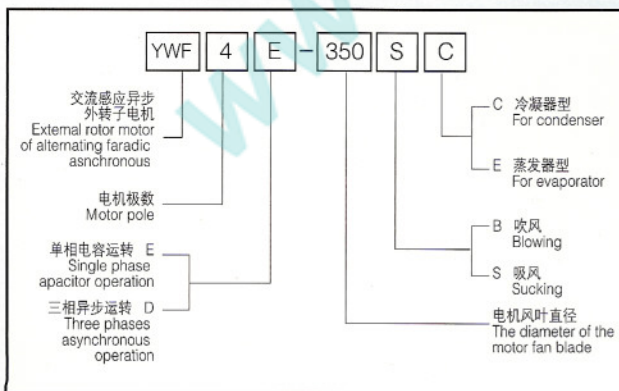 YWF 4 E - 350 S C
交流感应异步
外转子电机
External rotor motor
of alternating faradic
asnchronous
电机极数
Motor pole
单相电容运转 E
Single phase
apacitor operation
三相异步运转 D
Three phases
asynchronous
operation
C 冷凝器型
For condenser
E 蒸发器型
For evaporator
B 吹风
Blowing
S 吸风
Sucking
电机风叶直径
The diameter of the
motor fan blade